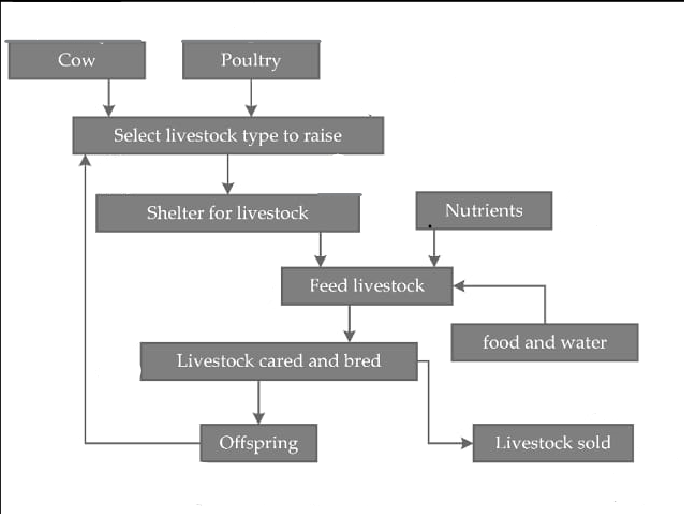 Cow
Poultry
Select livestock type to raise
Shelter for livestock
Nutrients
Feed livestock
food and water
Livestock cared and bred
Offspring
Livestock sold